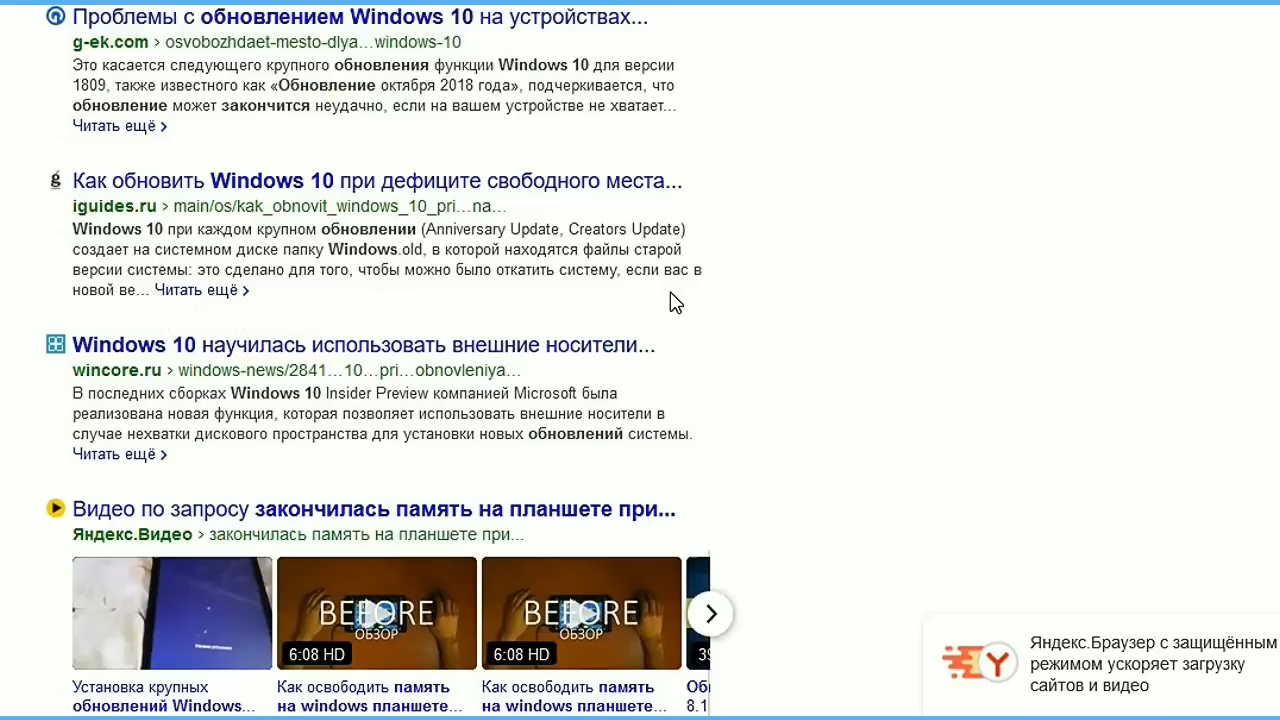 Проблемы с обновлением Windows 10 на устройствах...
g-ek.com › osvobozhdaet-mesto-dlya...windows-10
Это касается следующего крупного обновления функции Windows 10 для версии
1809, также известного как «Обновление октября 2018 года», подчеркивается, что
обновление может закончится неудачно, если на вашем устройстве не хватает...
Читать ещё ›
Как обновить Windows 10 при дефиците свободного места...
iguides.ru › main/os/kak_obnovit_windows_10_pri...na...
Windows 10 при каждом крупном обновлении (Anniversary Update, Creators Update)
создает на системном диске папку Windows.old, в которой находятся файлы старой
версии системы: это сделано для того, чтобы можно было откатить систему, если вас в
новой ве... Читать ещё ›
Windows 10 научилась использовать внешние носители...
wincore.ru › windows-news/2841...10...pri...obnovleniya...
В последних сборках Windows 10 Insider Preview компанией Microsoft была
реализована новая функция, которая позволяет использовать внешние носители в
случае нехватки дискового пространства для установки новых обновлений системы.
Читать ещё ›
Видео по запросу закончилась память на планшете при...
Яндекс.Видео › закончилась память на планшете при...
BEFORE
ОБЗОР
6:08 HD
BEFORE
ОБЗОР
6:08 HD
39
Установка крупных
обновлений Windows...
Как освободить память
на windows планшете...
Как освободить память
на windows планшете...
8.1
Яндекс.Браузер с защищённым
режимом ускоряет загрузку
сайтов и видео